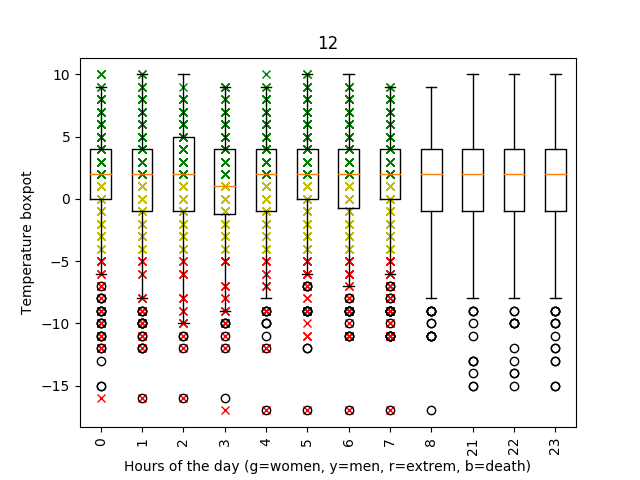 12
Temperature boxpot
10
5
0
−5
−10
−15
0 1 2 3 4 5 6 7 8 21 22 23
Hours of the day (g=women, y=men, r=extrem, b=death)